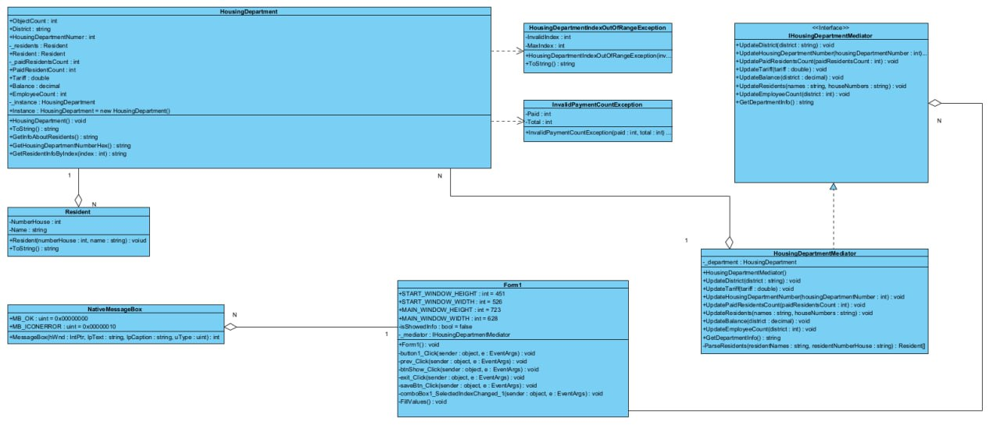 HousingDepartment
+ObjectCount : int
+District : string
+HousingDepartmentNumer : int
-_residents : Resident
+Resident : Resident
-_paidResidentsCount : int
+PaidResidentCount : int
+Tariff : double
+Balance : decimal
+EmployeeCount : int
-_instance : HousingDepartment
+Instance : HousingDepartment = new HousingDepartment()
+HousingDepartment() : void
+ToString() : string
+GetInfoAboutResidents() : string
+GetHousingDepartmentNumberHex() : string
+GetResidentInfoByIndex(index : int) : string
HousingDepartmentIndexOutOfRangeException
-InvalidIndex : int
-MaxIndex : int
+HousingDepartmentIndexOutOfRangeException(inv...
+ToString() : string
InvalidPaymentCountException
-Paid : int
-Total : int
+InvalidPaymentCountException(paid : int, total : int) ...
<<Interface>>
IHousingDepartmentMediator
+UpdateDistrict(district : string) : void
+UpdateHousingDepartmentNumber(housingDepartmentNumber : int)...
+UpdatePaidResidentsCount(paidResidentsCount : int) : void
+UpdateTariff(tariff : double) : void
+UpdateBalance(district : decimal) : void
+UpdateResidents(names : string, houseNumbers : string) : void
+UpdateEmployeeCount(district : int) : void
+GetDepartmentInfo() : string
N
1
N
N
1
Resident
-NumberHouse : int
-Name : string
+Resident(numberHouse : int, name : string) : voiud
+ToString() : string
HousingDepartmentMediator
-_department : HousingDepartment
+HousingDepartmentMediator()
+UpdateDistrict(district : string) : void
+UpdateTariff(tariff : double) : void
+UpdateHousingDepartmentNumber(housingDepartmentNumber : int) : void
+UpdatePaidResidentsCount(paidResidentsCount : int) : void
+UpdateResidents(names : string, houseNumbers : string) : void
+UpdateBalance(district : decimal) : void
+UpdateEmployeeCount(district : int) : void
+GetDepartmentInfo() : string
-ParseResidents(residentNames : string, residentNumberHouse : string) : Resident[]
NativeMessageBox
+MB_OK : uint = 0x00000000
+MB_ICONERROR : uint = 0x00000010
+MessageBox(hWnd : IntPtr, lpText : string, lpCaption : string, uType : uint) : int
N
1
Form1
+START_WINDOW_HEIGHT : int = 451
+START_WINDOW_WIDTH : int = 526
+MAIN_WINDOW_HEIGHT : int = 723
+MAIN_WINDOW_WIDTH : int = 628
-isShowedInfo : bool = false
-_mediator : IHousingDepartmentMediator
+Form1() : void
-button1_Click(sender : object, e : EventArgs) : void
-prev_Click(sender : object, e : EventArgs) : void
-btnShow_Click(sender : object, e : EventArgs) : void
-exit_Click(sender : object, e : EventArgs) : void
-saveBtn_Click(sender : object, e : EventArgs) : void
-comboBox1_SelectedIndexChanged_1(sender : object, e : EventArgs) : void
-FillValues() : void